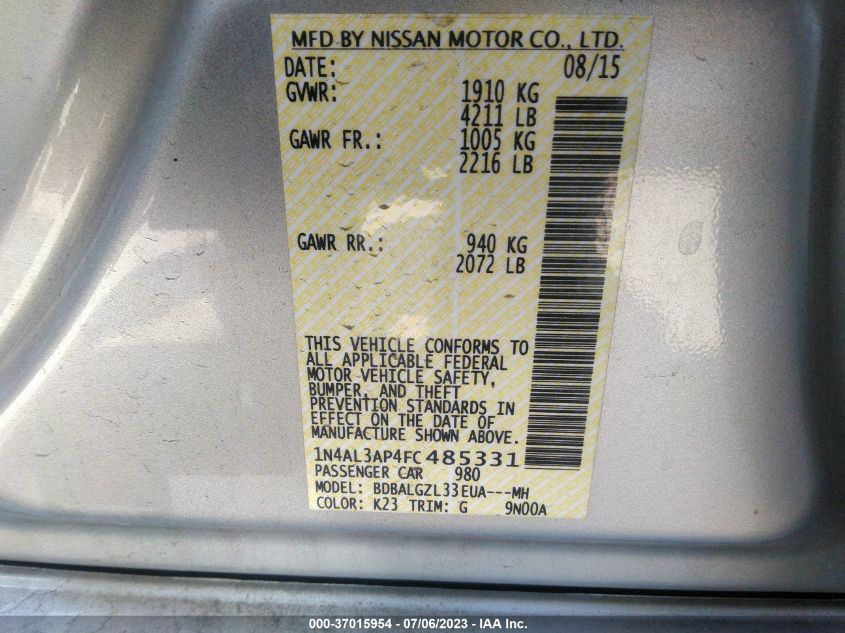 MFD BY NISSAN MOTOR CO., LTD.
DATE: 08/15
GVWR: 1910 KG
4211 LB
GAWR FR.: 1005 KG
2216 LB
GAWR RR.: 940 KG
2072 LB
THIS VEHICLE CONFORMS TO
ALL APPLICABLE FEDERAL
MOTOR VEHICLE SAFETY,
BUMPER, AND THEFT
PREVENTION STANDARDS IN
EFFECT ON THE DATE OF
MANUFACTURE SHOWN ABOVE.
1N4AL3AP4FC485331
PASSENGER CAR 980
MODEL: BDBALGZL33EUA---MH
COLOR: K23 TRIM: G 9N00A
000-37015954 - 07/06/2023 - IAA Inc.